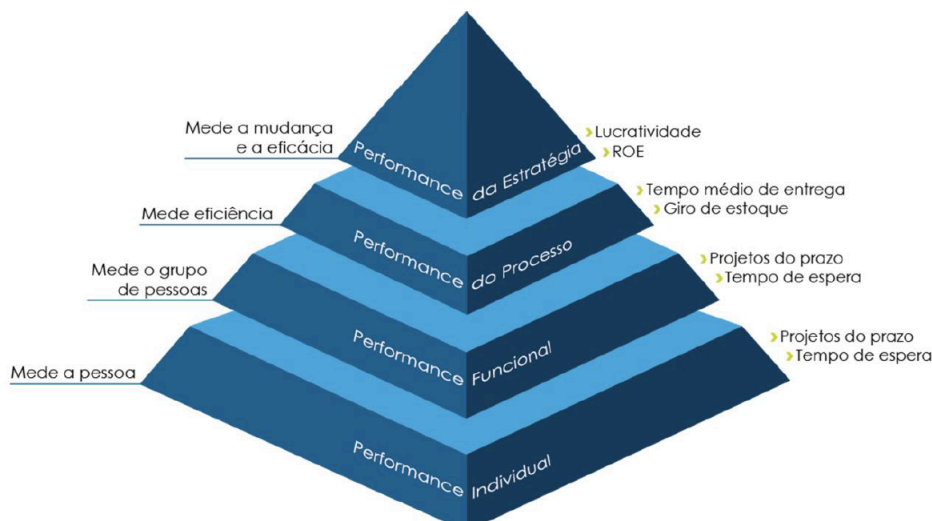 Mede a mudança
e a eficácia
Performance da Estratégia
Lucratividade
ROE
Mede eficiência
Performance do Processo
Tempo médio de entrega
Giro de estoque
Mede o grupo
de pessoas
Performance Funcional
Projetos do prazo
Tempo de espera
Mede a pessoa
Performance Individual
Projetos do prazo
Tempo de espera